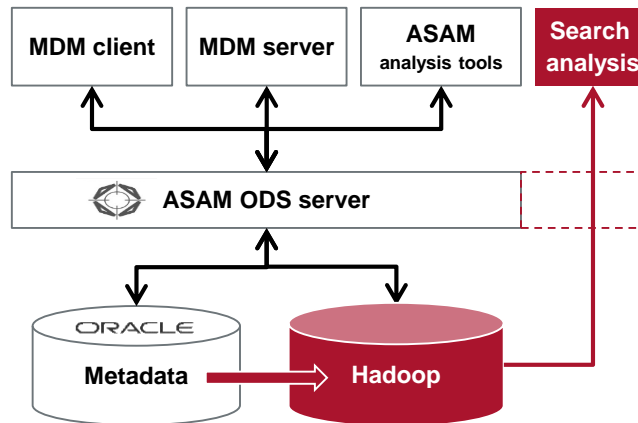 MDM client
MDM server
ASAM
analysis tools
Search
analysis
ASAM ODS server
ORACLE
Metadata
Hadoop